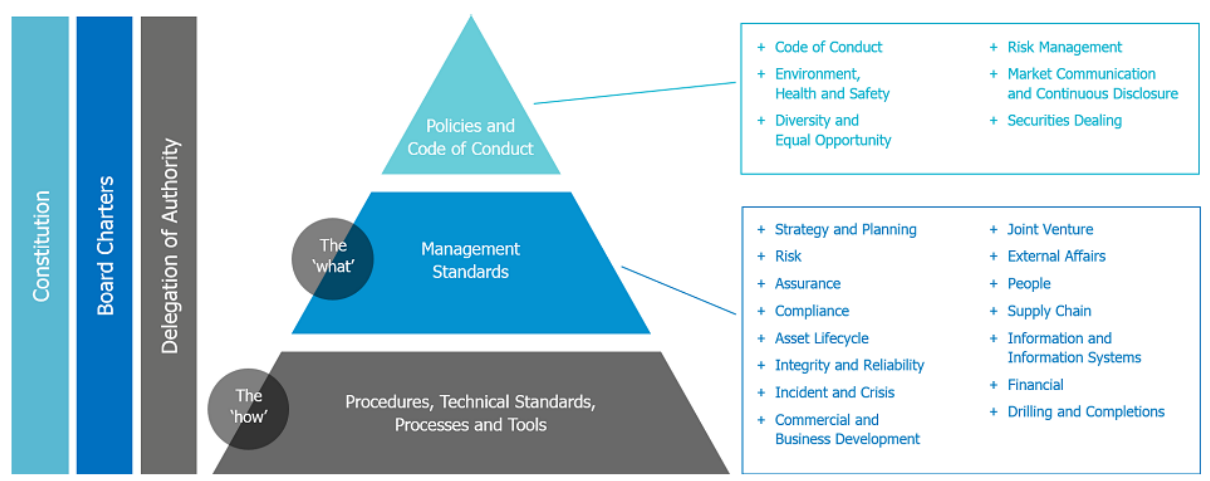 Constitution
Board Charters
Delegation of Authority
Policies and
Code of Conduct
The
‘what’
Management
Standards
The
‘how’
Procedures, Technical Standards,
Processes and Tools
+ Code of Conduct
+ Environment,
Health and Safety
+ Diversity and
Equal Opportunity
+ Risk Management
+ Market Communication
and Continuous Disclosure
+ Securities Dealing
+ Strategy and Planning
+ Risk
+ Assurance
+ Compliance
+ Asset Lifecycle
+ Integrity and Reliability
+ Incident and Crisis
+ Commercial and
Business Development
+ Joint Venture
+ External Affairs
+ People
+ Supply Chain
+ Information and
Information Systems
+ Financial
+ Drilling and Completions